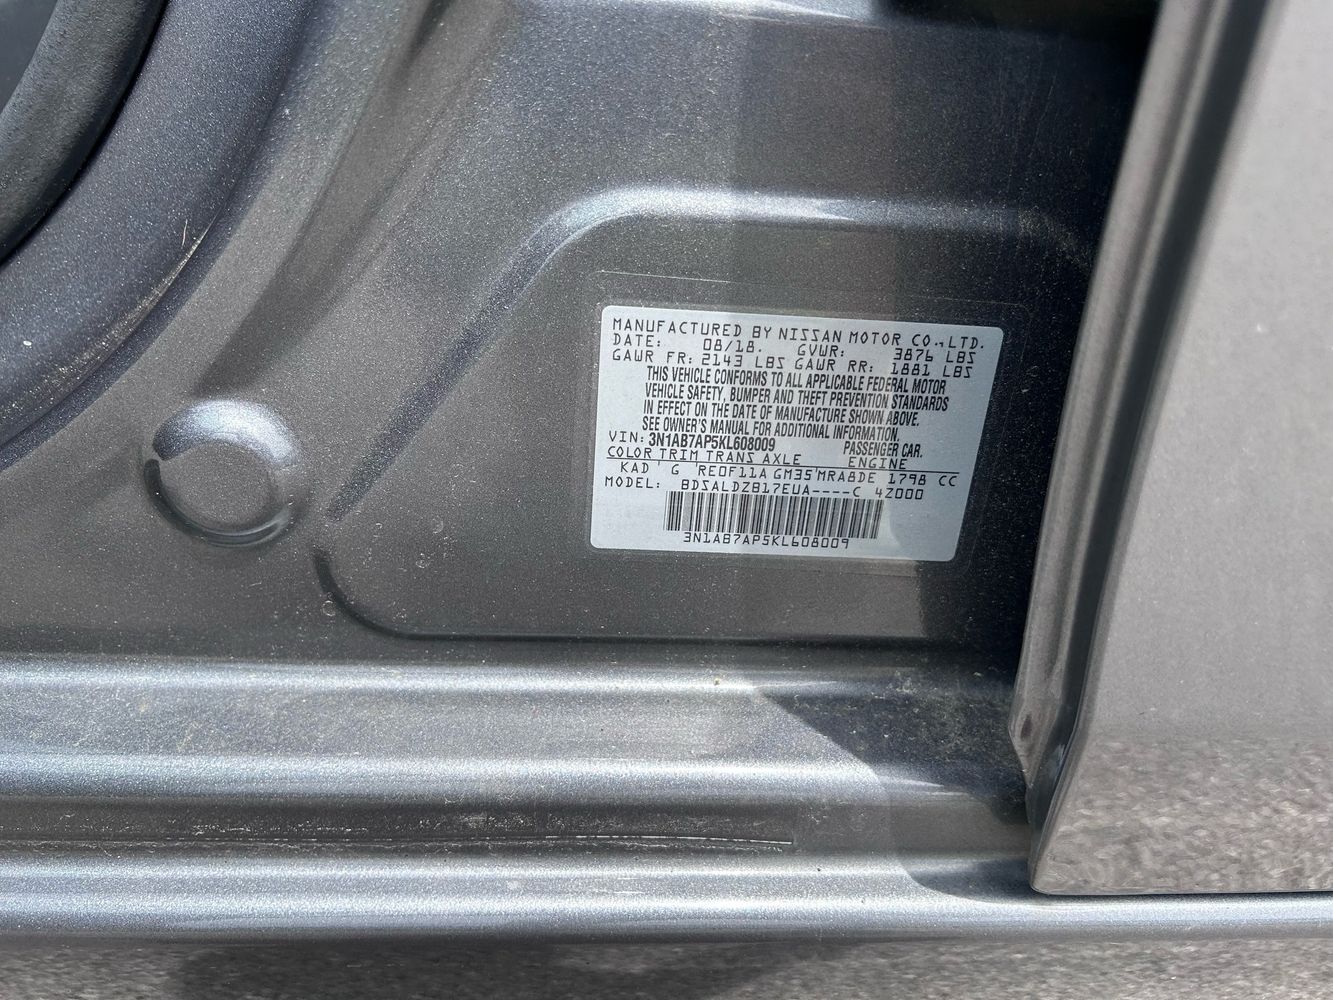 MANUFACTURED BY NISSAN MOTOR CO., LTD.
DATE: 08/18. GVWR: 3876 LBS
GAWR FR: 2143 LBS GAWR RR: 1881 LBS
THIS VEHICLE CONFORMS TO ALL APPLICABLE FEDERAL MOTOR
VEHICLE SAFETY, BUMPER AND THEFT PREVENTION STANDARDS
IN EFFECT ON THE DATE OF MANUFACTURE SHOWN ABOVE.
SEE OWNER'S MANUAL FOR ADDITIONAL INFORMATION.
VIN: 3N1AB7AP5KL608009 PASSENGER CAR.
COLOR TRIM TRANS AXLE ENGINE
KAD ' G 'RE0F11A GM35'MRA8DE 1798 CC
MODEL: BDSALDZB17EUA----C 4Z000
3N1AB7AP5KL608009